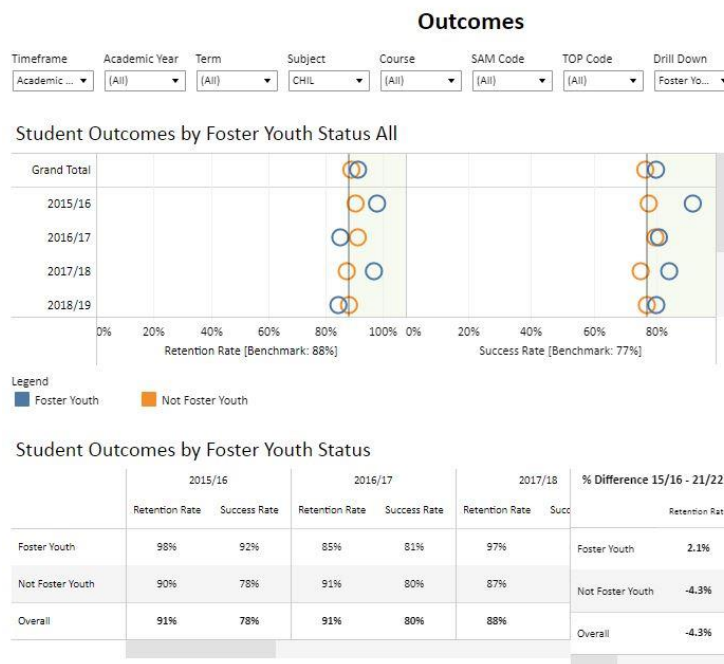 Outcomes
Timeframe Academic Year Term Subject Course SAM Code TOP Code Drill Down
Academic ... (All) (All) CHIL (All) (All) (All) Foster Yo...
Student Outcomes by Foster Youth Status All
Grand Total
2015/16
2016/17
2017/18
2018/19
0% 20% 40% 60% 80% 100% 0% 20% 40% 60% 80%
Retention Rate [Benchmark: 88%] Success Rate [Benchmark: 77%]
Legend
Foster Youth Not Foster Youth
Student Outcomes by Foster Youth Status
2015/16 2016/17 2017/18 % Difference 15/16 - 21/22
Retention Rate Success Rate Retention Rate Success Rate Retention Rate Succ Retention Rat
Foster Youth 98% 92% 85% 81% 97% Foster Youth 2.1%
Not Foster Youth 90% 78% 91% 80% 87% Not Foster Youth -4.3%
Overall 91% 78% 91% 80% 88% Overall -4.3%